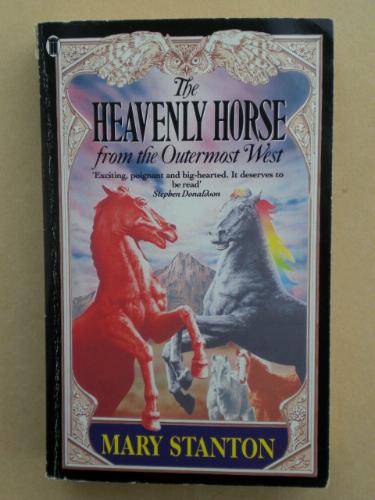 The
HEAVENLY HORSE
from the Outermost West
'Exciting, poignant and big-hearted. It deserves to
be read'
Stephen Donaldson
MARY STANTON